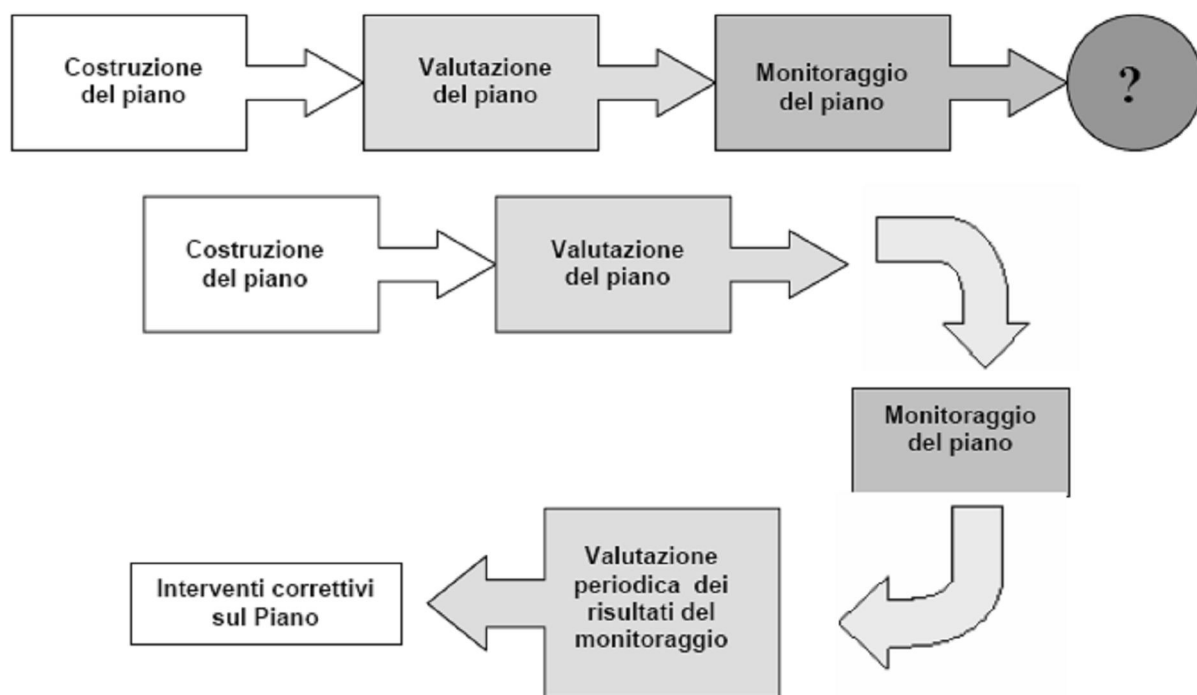 Costruzione
del piano
Valutazione
del piano
Monitoraggio
del piano
?
Costruzione
del piano
Valutazione
del piano
Monitoraggio
del piano
Valutazione
periodica dei
risultati del
monitoraggio
Interventi correttivi
sul Piano